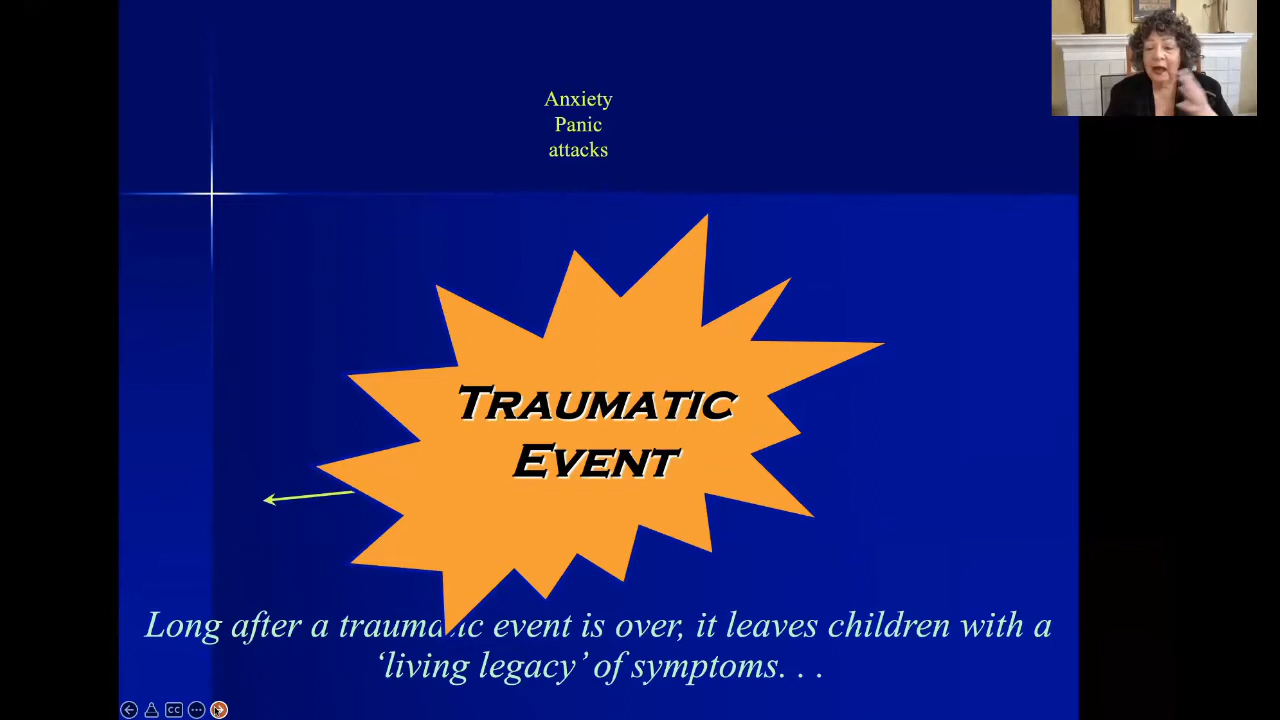 Anxiety
Panic
attacks
TRAUMATIC
EVENT
Long after a traumatic event is over, it leaves children with a
‘living legacy’ of symptoms. . .
CC